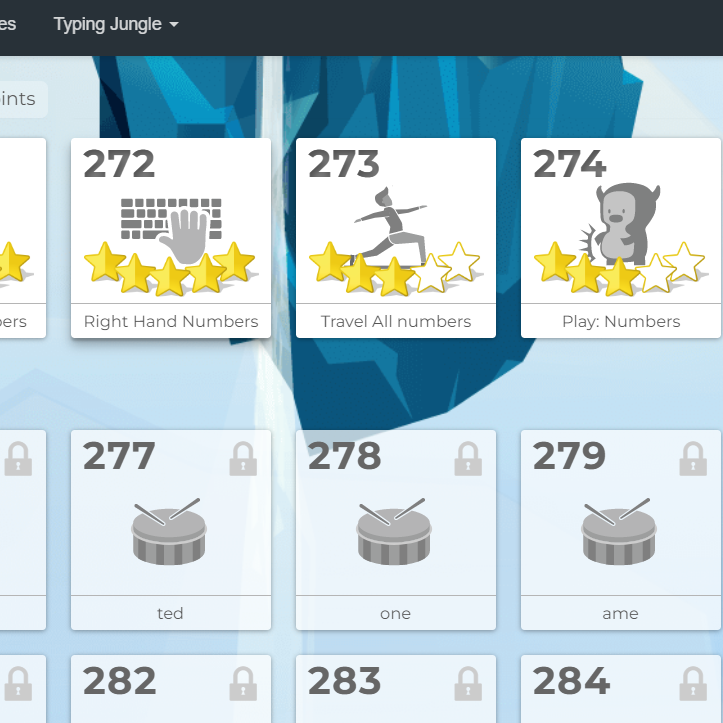 es Typing Jungle
ints
272 273 274
bers Right Hand Numbers Travel All numbers Play: Numbers
277 278 279
ted one ame
282 283 284